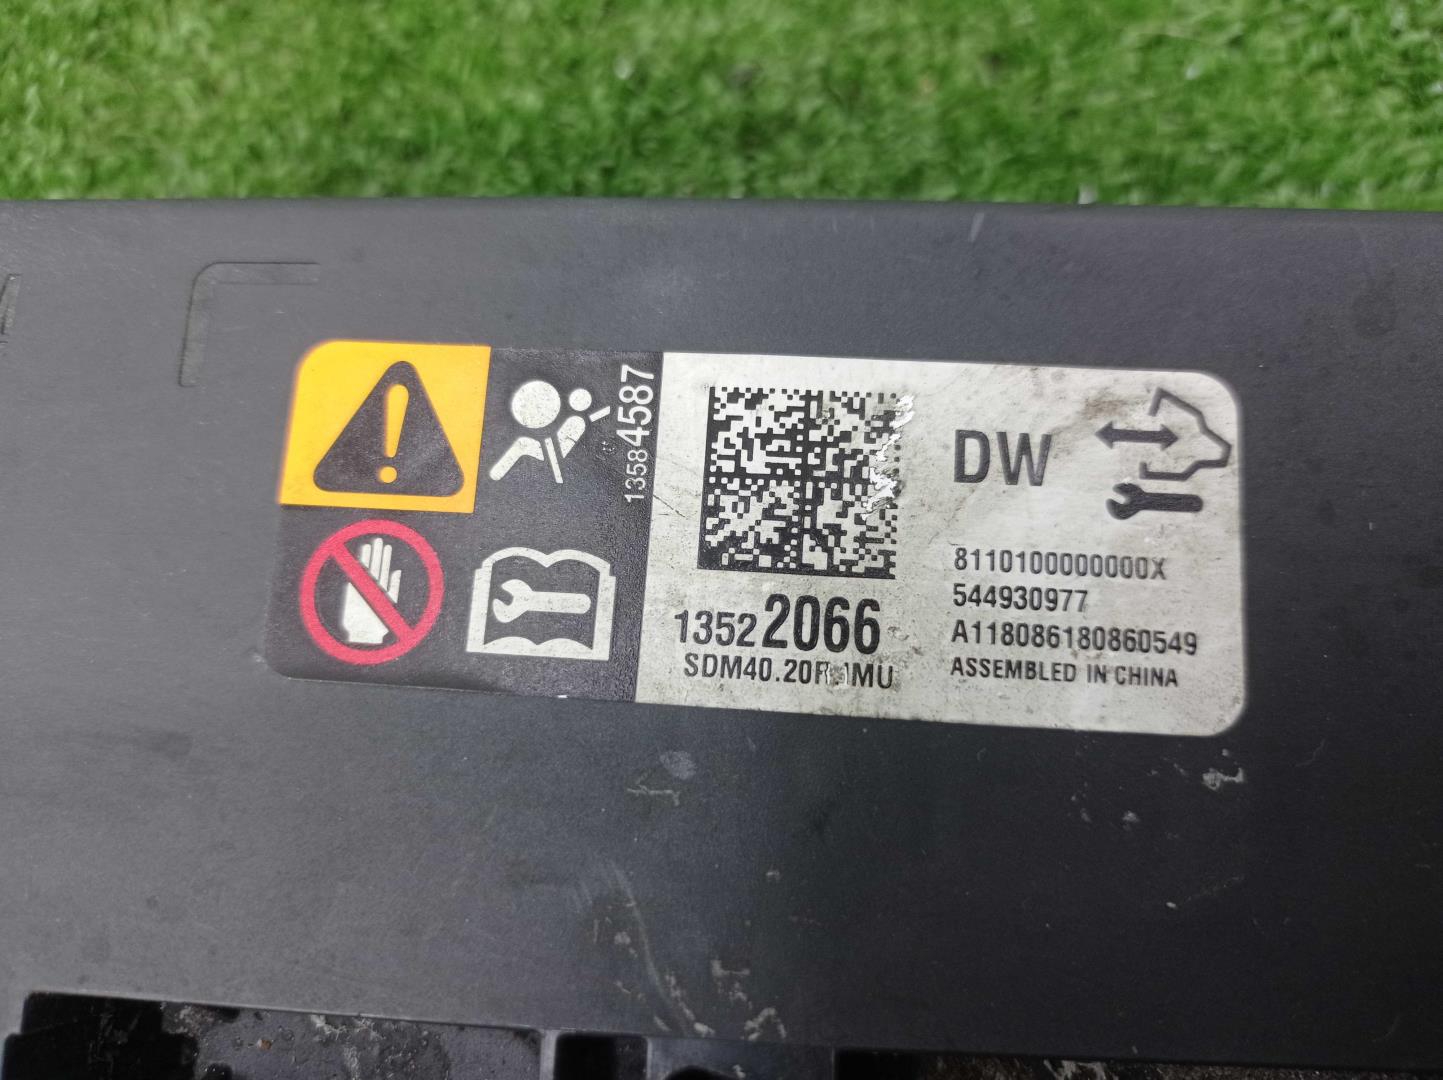 13584587
DW
13522066
8110100000000X
544930977
A118086180860549
ASSEMBLED IN CHINA